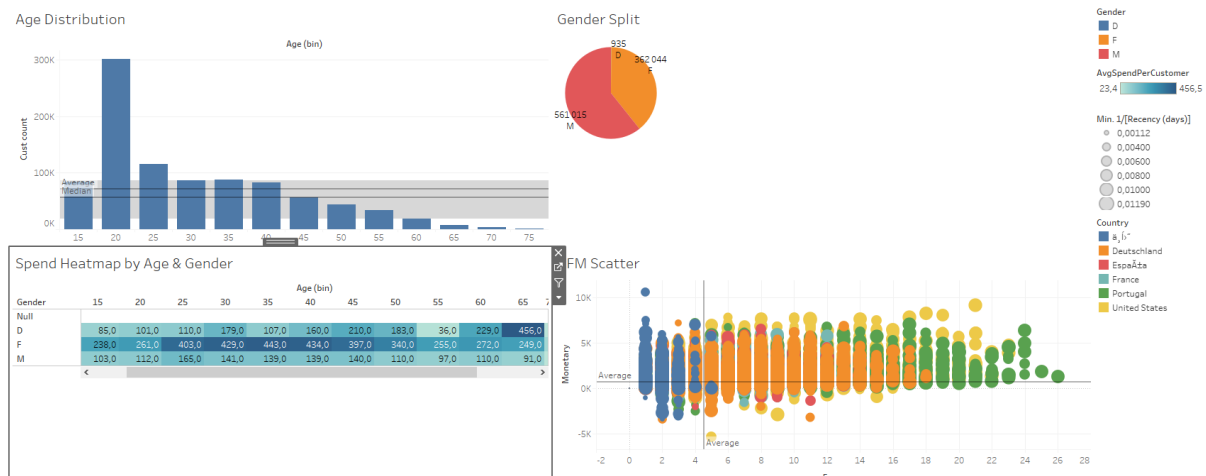 Age Distribution
Age (bin)
Cust count
300K
200K
100K
0K
Average
Median
15 20 25 30 35 40 45 50 55 60 65 70 75
Gender Split
935
D
362 044
F
561 015
M
Gender
D
F
M
AvgSpendPerCustomer
23,4 456,5
Min. 1/[Recency (days)]
0,00112
0,00400
0,00600
0,00800
0,01000
0,01190
Country
Deutschland
España
France
Portugal
United States
Spend Heatmap by Age & Gender
Age (bin)
Gender 15 20 25 30 35 40 45 50 55 60 65
Null
D 85,0 101,0 110,0 179,0 107,0 160,0 210,0 183,0 36,0 229,0 456,0
F 238,0 261,0 403,0 429,0 443,0 434,0 397,0 340,0 255,0 272,0 249,0
M 103,0 112,0 165,0 141,0 139,0 139,0 140,0 110,0 97,0 110,0 91,0
FM Scatter
Monetary
10K
5K
0K
-5K
Average
Average
-2 0 2 4 6 8 10 12 14 16 18 20 22 24 26 28